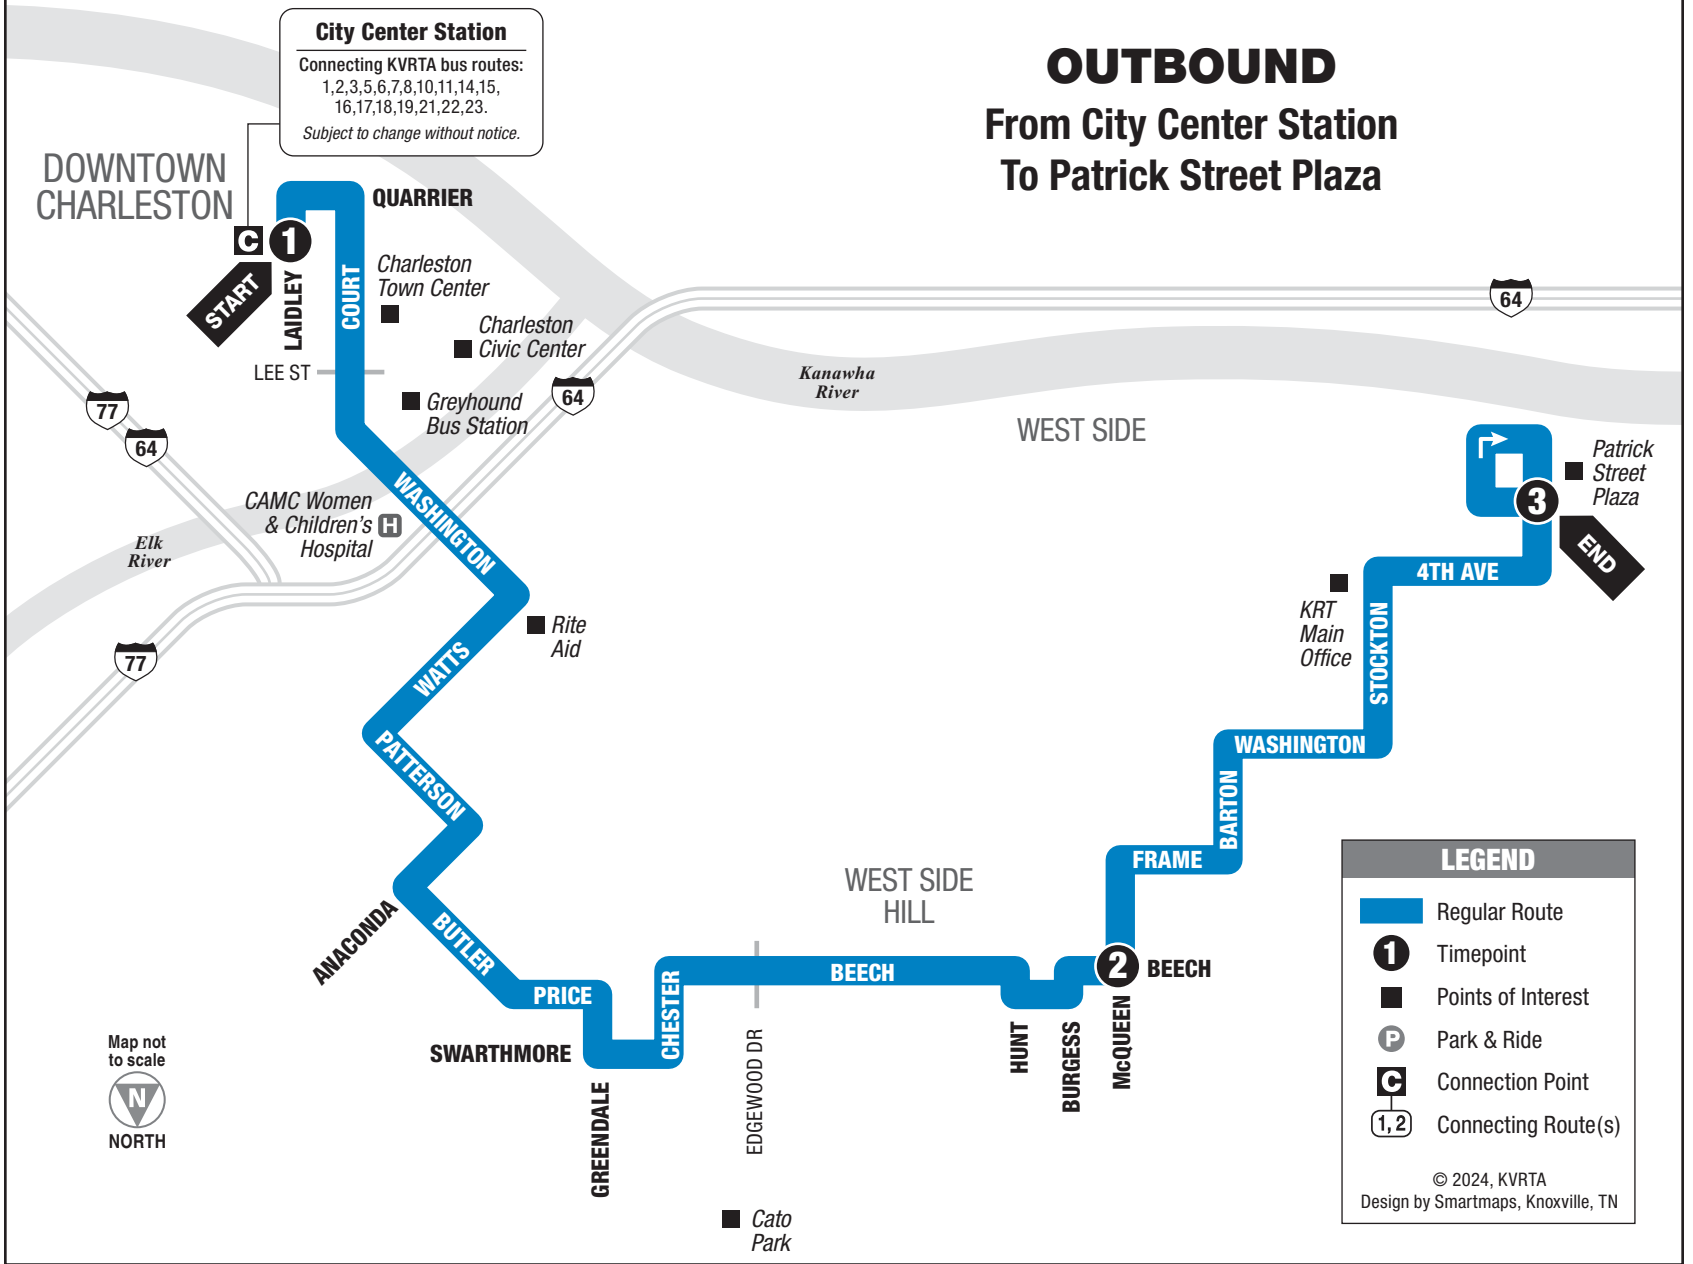 City Center Station
Connecting KVRTA bus routes:
1,2,3,5,6,7,8,10,11,14,15,
16,17,18,19,21,22,23.
Subject to change without notice.
OUTBOUND
From City Center Station
To Patrick Street Plaza
DOWNTOWN
CHARLESTON
QUARRIER
C
1
START
LAIDLEY
COURT
Charleston
Town Center
Charleston
Civic Center
LEE ST
Greyhound
Bus Station
64
77
64
64
Kanawha
River
WEST SIDE
CAMC Women
& Children's
Hospital
H
WASHINGTON
Elk
River
77
Rite
Aid
WATTS
PATTERSON
ANACONDA
BUTLER
PRICE
SWARTHMORE
GREENDALE
CHESTER
WEST SIDE
HILL
BEECH
EDGEWOOD DR
HUNT
BURGESS
McQUEEN
2
BEECH
FRAME
BARTON
WASHINGTON
STOCKTON
KRT
Main
Office
4TH AVE
3
Patrick
Street
Plaza
END
Cato
Park
Map not
to scale
N
NORTH
LEGEND
Regular Route
1
Timepoint
Points of Interest
P
Park & Ride
C
Connection Point
1, 2
Connecting Route(s)
© 2024, KVRTA
Design by Smartmaps, Knoxville, TN